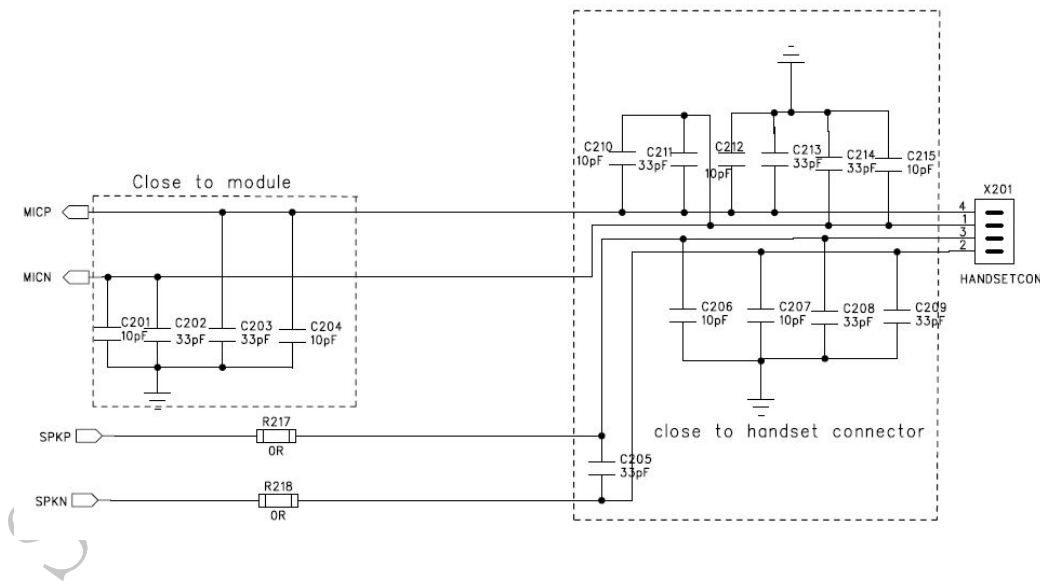 C210
10pF
C211
33pF
C212
10pF
C213
33pF
C214
33pF
C215
10pF
Close to module
X201
MICP
4
1
3
2
MICN
HANDSETCON
C201
10pF
C202
33pF
C203
33pF
C204
10pF
C206
10pF
C207
10pF
C208
33pF
C209
33pF
R217
SPKP
0R
close to handset connector
C205
33pF
R218
SPKN
0R